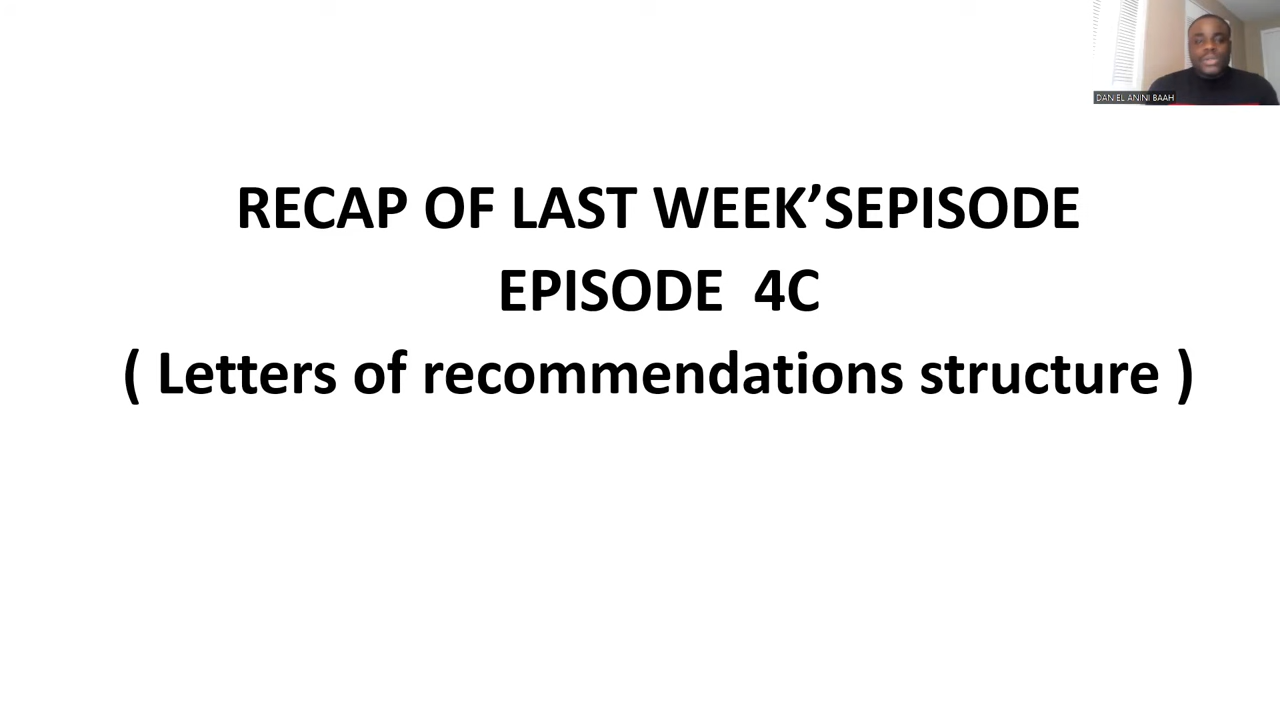 DANIEL ANINI BAAH
RECAP OF LAST WEEK’SEPISODE
EPISODE 4C
( Letters of recommendations structure )